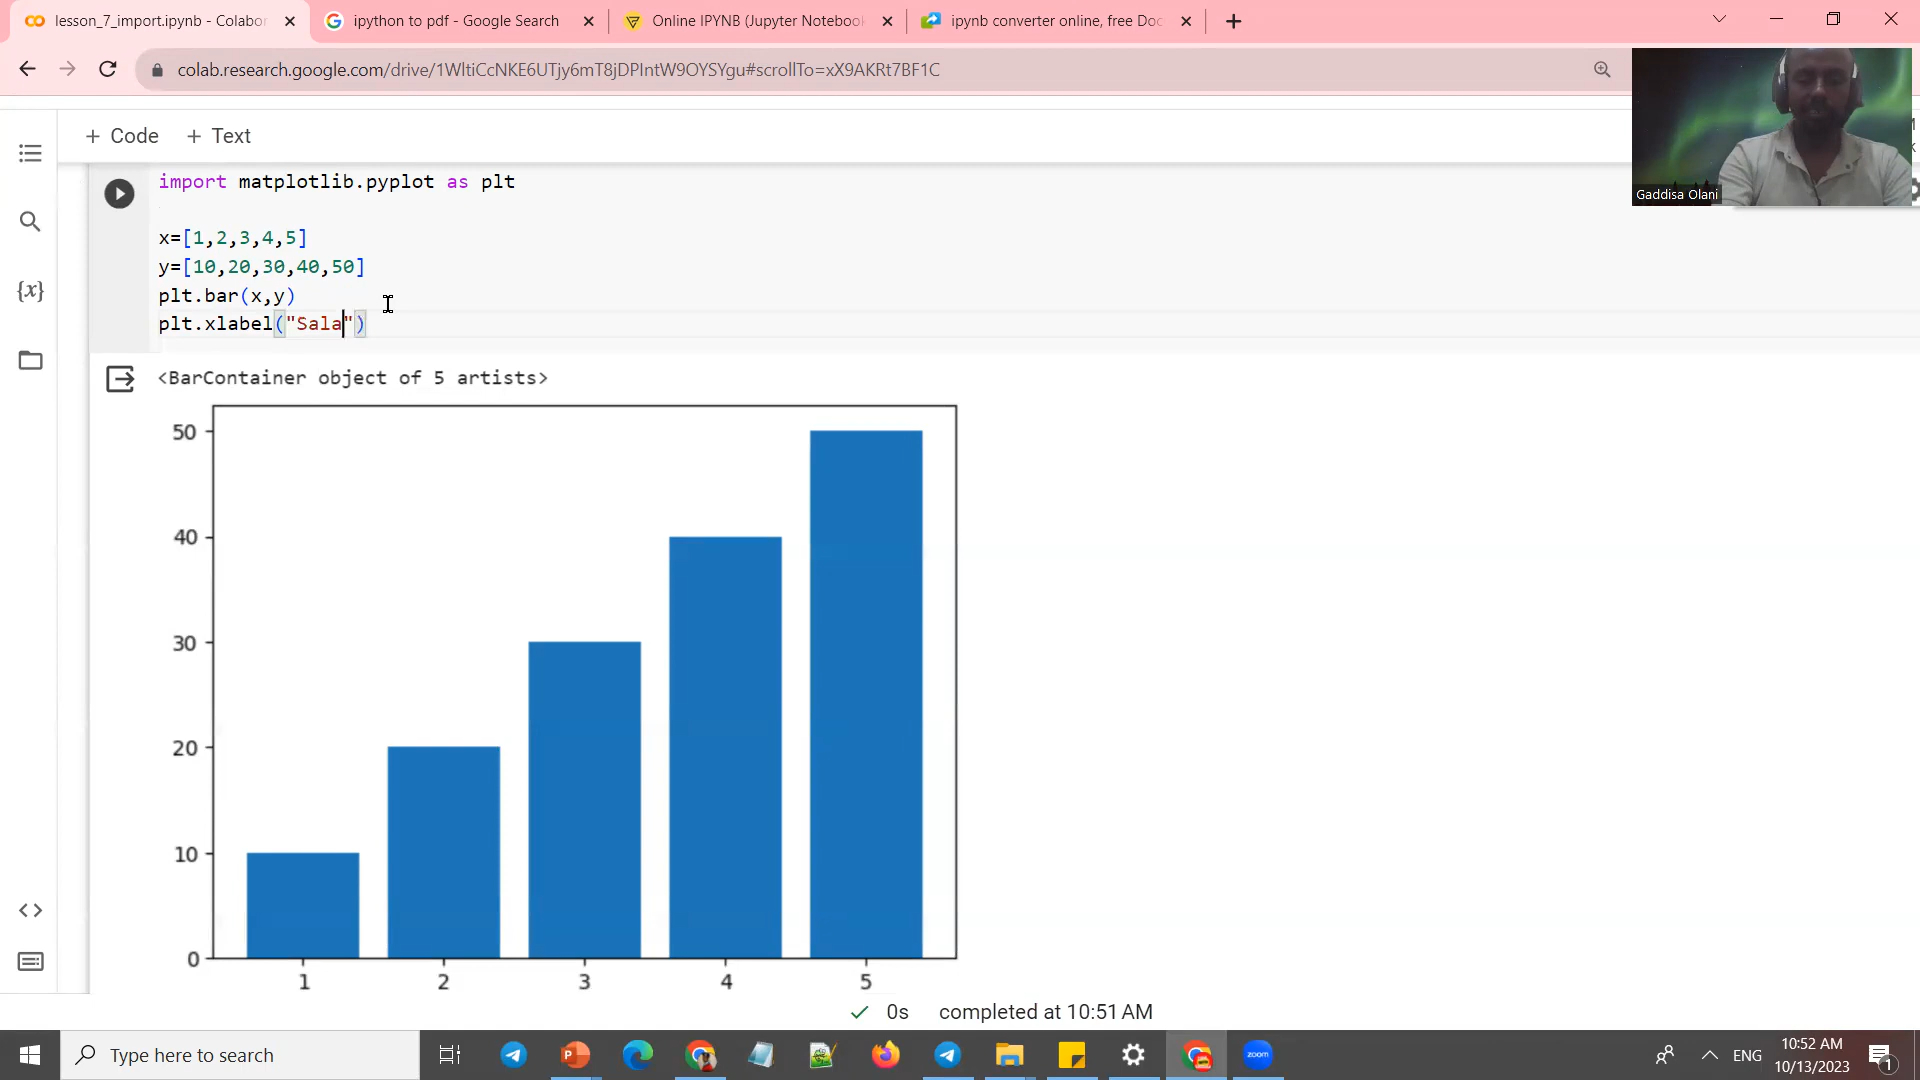 lesson_7_import.ipynb - Colabor
ipython to pdf - Google Search
Online IPYNB (Jupyter Notebook
ipynb converter online, free Doc
colab.research.google.com/drive/1WltiCcNKE6UTjy6mT8jDPIntW9OYSYgu#scrollTo=xX9AKRt7BF1C
+ Code + Text
Gaddisa Olani
import matplotlib.pyplot as plt
x=[1,2,3,4,5]
y=[10,20,30,40,50]
plt.bar(x,y)
plt.xlabel("Sala")
{x}
<BarContainer object of 5 artists>
50
40
30
20
10
0
1 2 3 4 5
0s completed at 10:51 AM
Type here to search
zoom
ENG
10:52 AM
10/13/2023
1